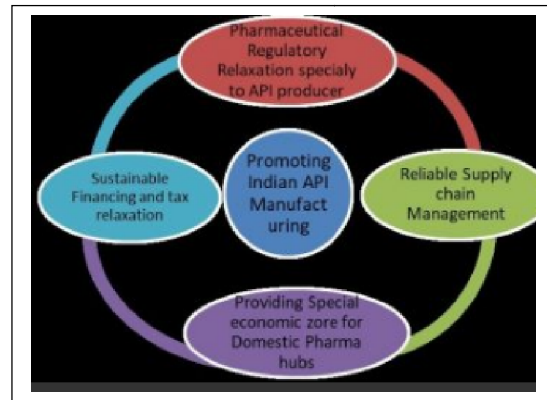 Pharmaceutical
Regulatory
Relaxation specialy
to API producer
Promoting
Indian API
Manufact
uring
Sustainable
Financing and tax
relaxation
Reliable Supply
chain
Management
Providing Special
economic zore for
Domestic Pharma
hubs